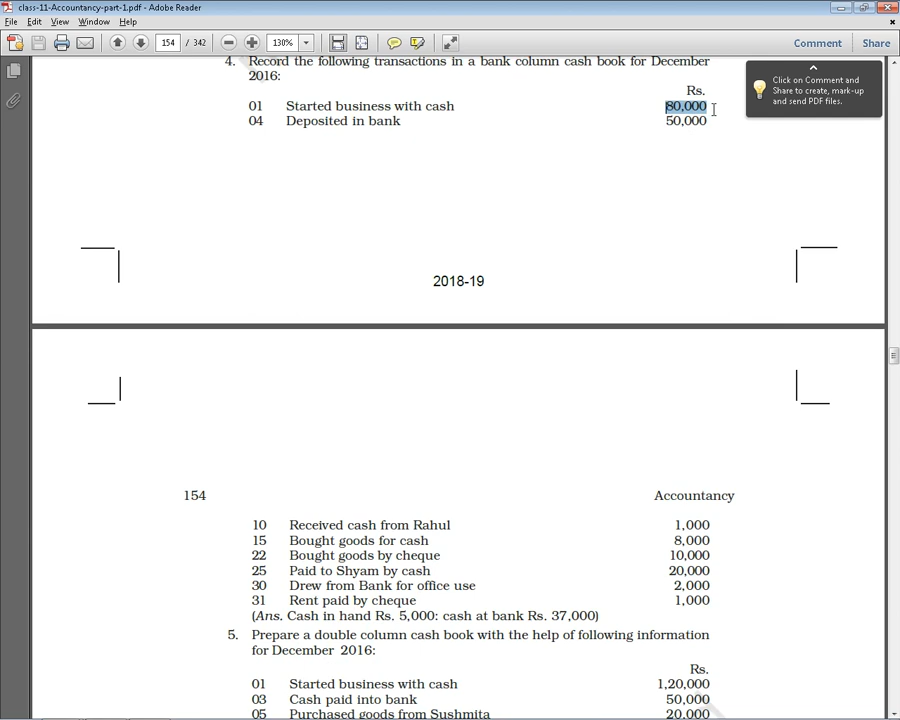 class-11-Accountancy-part-1.pdf - Adobe Reader
File Edit View Window Help
154 / 342 130% Comment Share
Click on Comment and
Share to create, mark-up
and send PDF files.
4. Record the following transactions in a bank column cash book for December
2016:
Rs.
01 Started business with cash 80,000
04 Deposited in bank 50,000
2018-19
154 Accountancy
10 Received cash from Rahul 1,000
15 Bought goods for cash 8,000
22 Bought goods by cheque 10,000
25 Paid to Shyam by cash 20,000
30 Drew from Bank for office use 2,000
31 Rent paid by cheque 1,000
(Ans. Cash in hand Rs. 5,000: cash at bank Rs. 37,000)
5. Prepare a double column cash book with the help of following information
for December 2016:
Rs.
01 Started business with cash 1,20,000
03 Cash paid into bank 50,000
05 Purchased goods from Sushmita 20,000